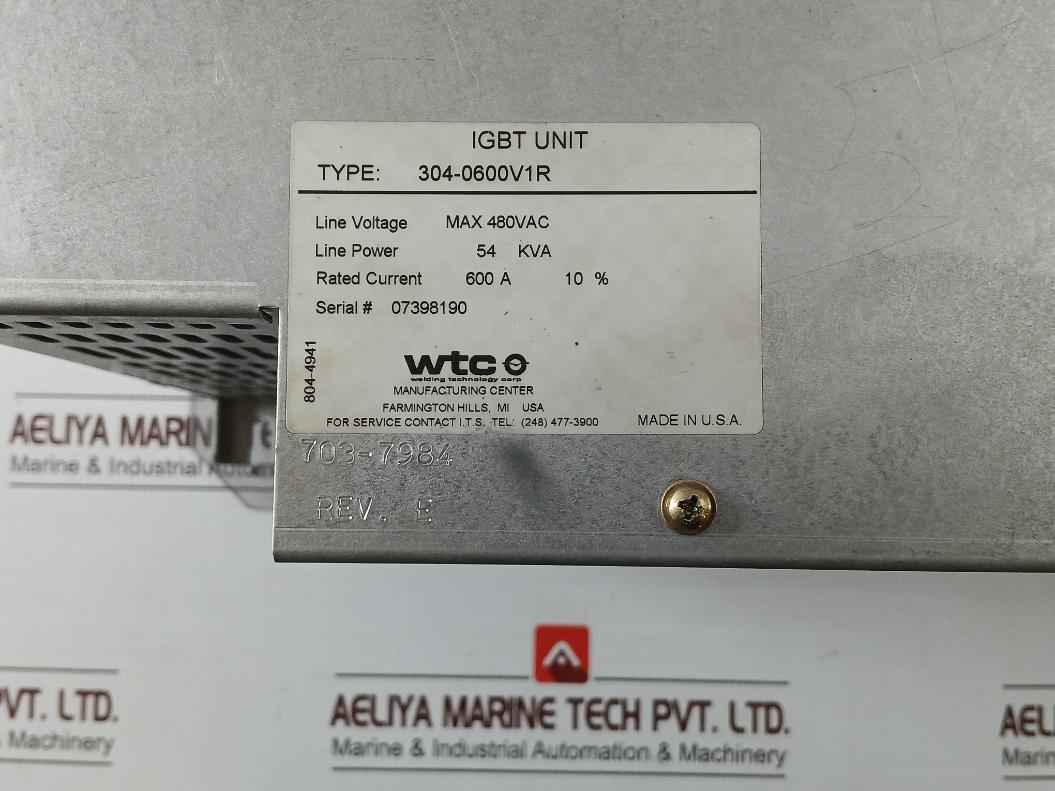 IGBT UNIT
TYPE: 304-0600V1R
Line Voltage MAX 480VAC
Line Power 54 KVA
Rated Current 600 A 10 %
Serial # 07398190
804-4941
wtc
welding technology corp
MANUFACTURING CENTER
FARMINGTON HILLS, MI USA
FOR SERVICE CONTACT I.T.S. TEL: (248) 477-3900
MADE IN U.S.A.
703-7984
REV. E
AELIYA MARIN
Marine & Industrial
PVT. LTD.
Machinery
AELIYA MARINE TECH PVT. LTD.
Marine & Industrial Automation & Machinery